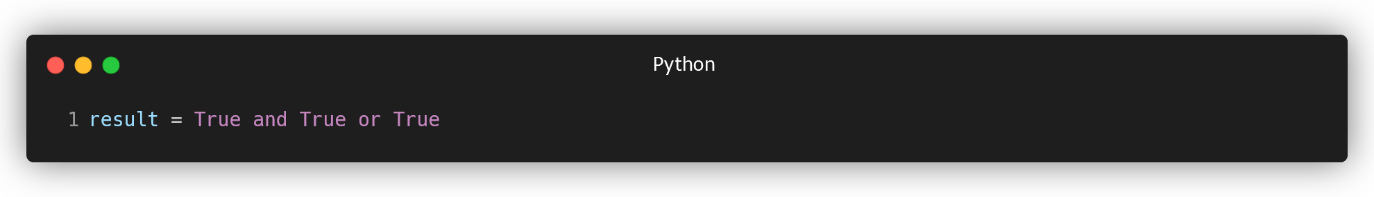 Python
1 result = True and True or True